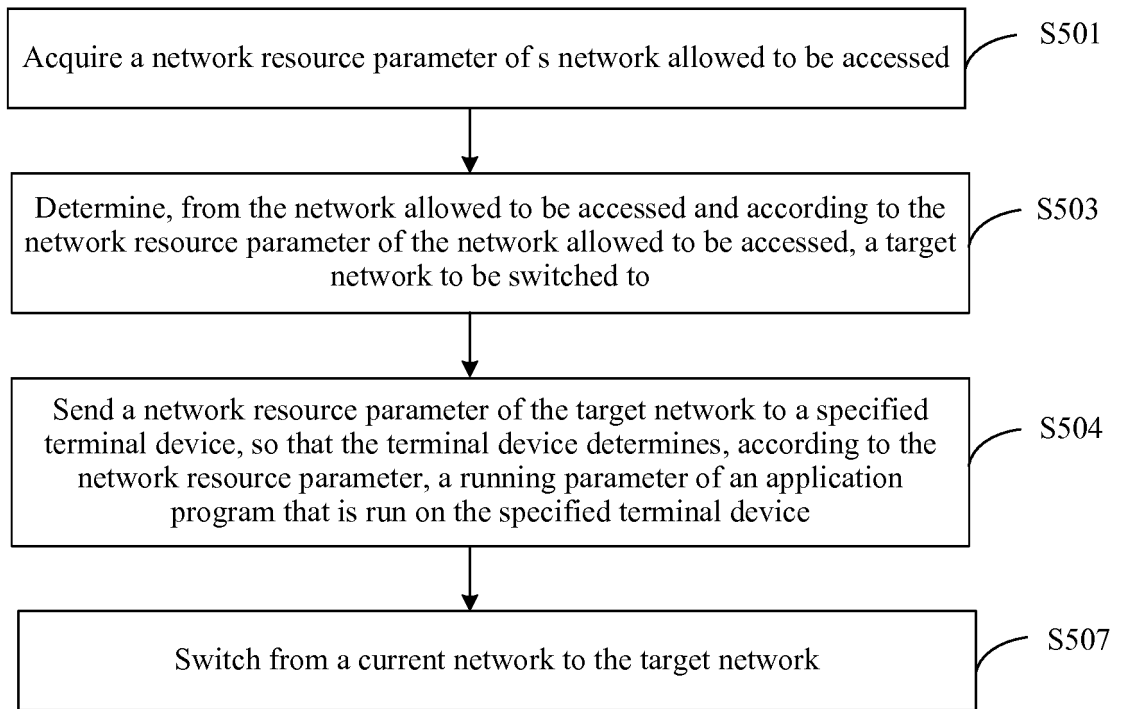 Acquire a network resource parameter of s network allowed to be accessed
S501
Determine, from the network allowed to be accessed and according to the
network resource parameter of the network allowed to be accessed, a target
network to be switched to
S503
Send a network resource parameter of the target network to a specified
terminal device, so that the terminal device determines, according to the
network resource parameter, a running parameter of an application
program that is run on the specified terminal device
S504
Switch from a current network to the target network
S507